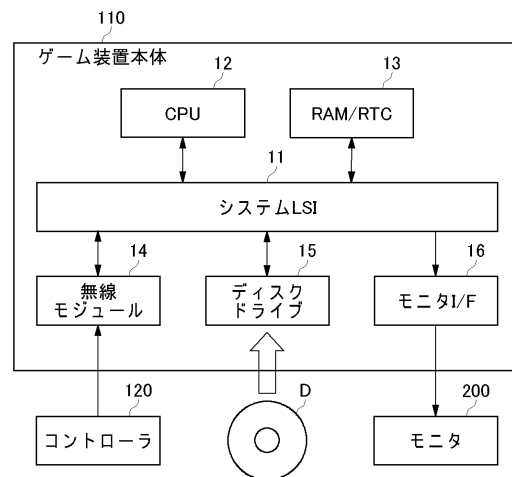 110
ゲーム装置本体
12
13
CPU
RAM/RTC
11
システムLSI
14
15
16
無線
モジュール
ディスク
ドライブ
モニタI/F
120
D
200
コントローラ
モニタ